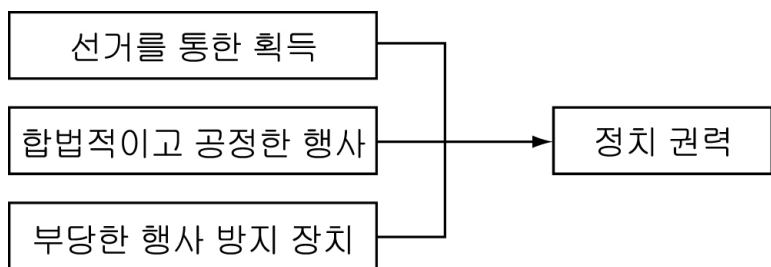 선거를 통한 획득
합법적이고 공정한 행사
정치 권력
부당한 행사 방지 장치